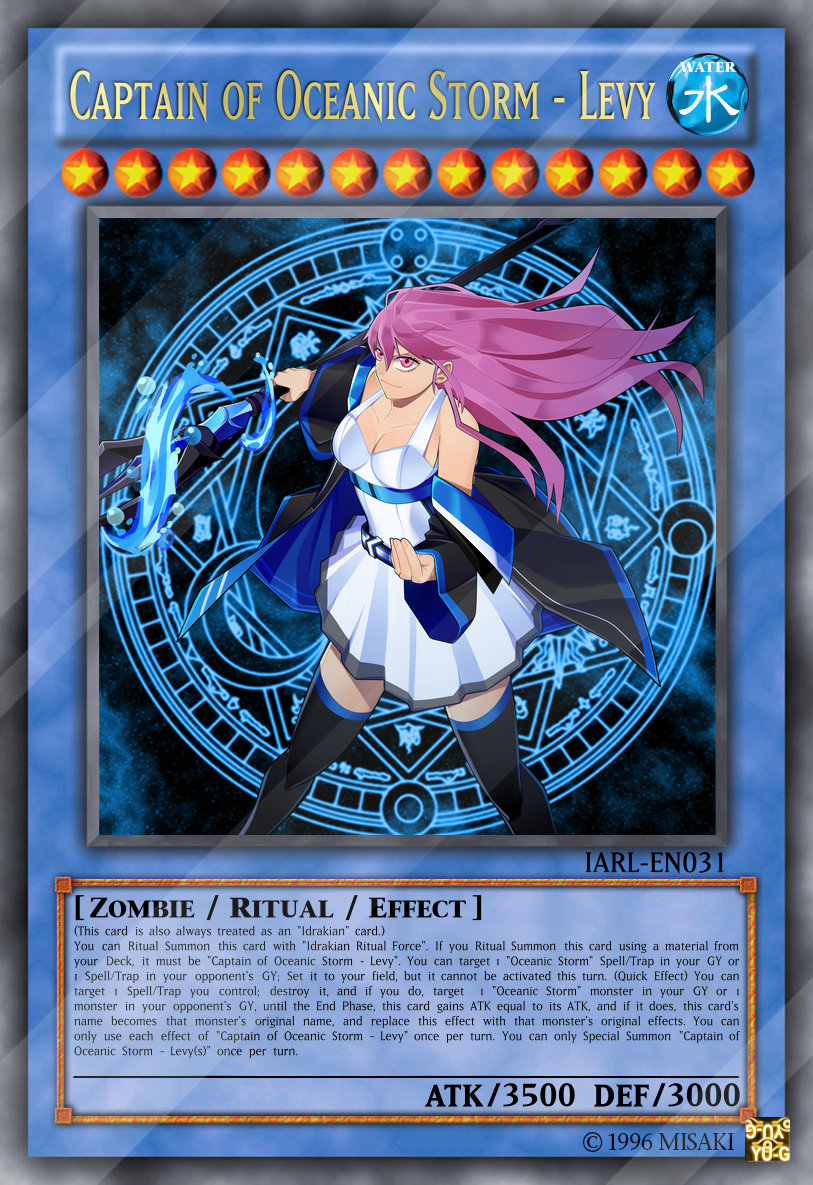 CAPTAIN OF OCEANIC STORM - LEVY
WATER
水
IARL-EN031
[ ZOMBIE / RITUAL / EFFECT ]
(This card is also always treated as an "Idrakian" card.)
You can Ritual Summon this card with "Idrakian Ritual Force". If you Ritual Summon this card using a material from
your Deck, it must be "Captain of Oceanic Storm - Levy". You can target 1 "Oceanic Storm" Spell/Trap in your GY or
1 Spell/Trap in your opponent's GY; Set it to your field, but it cannot be activated this turn. (Quick Effect) You can
target 1 Spell/Trap you control; destroy it, and if you do, target 1 "Oceanic Storm" monster in your GY or 1
monster in your opponent's GY, until the End Phase, this card gains ATK equal to its ATK, and if it does, this card's
name becomes that monster's original name, and replace this effect with that monster's original effects. You can
only use each effect of "Captain of Oceanic Storm - Levy" once per turn. You can only Special Summon "Captain of
Oceanic Storm - Levy(s)" once per turn.
ATK/3500 DEF/3000
© 1996 MISAKI
YU-G